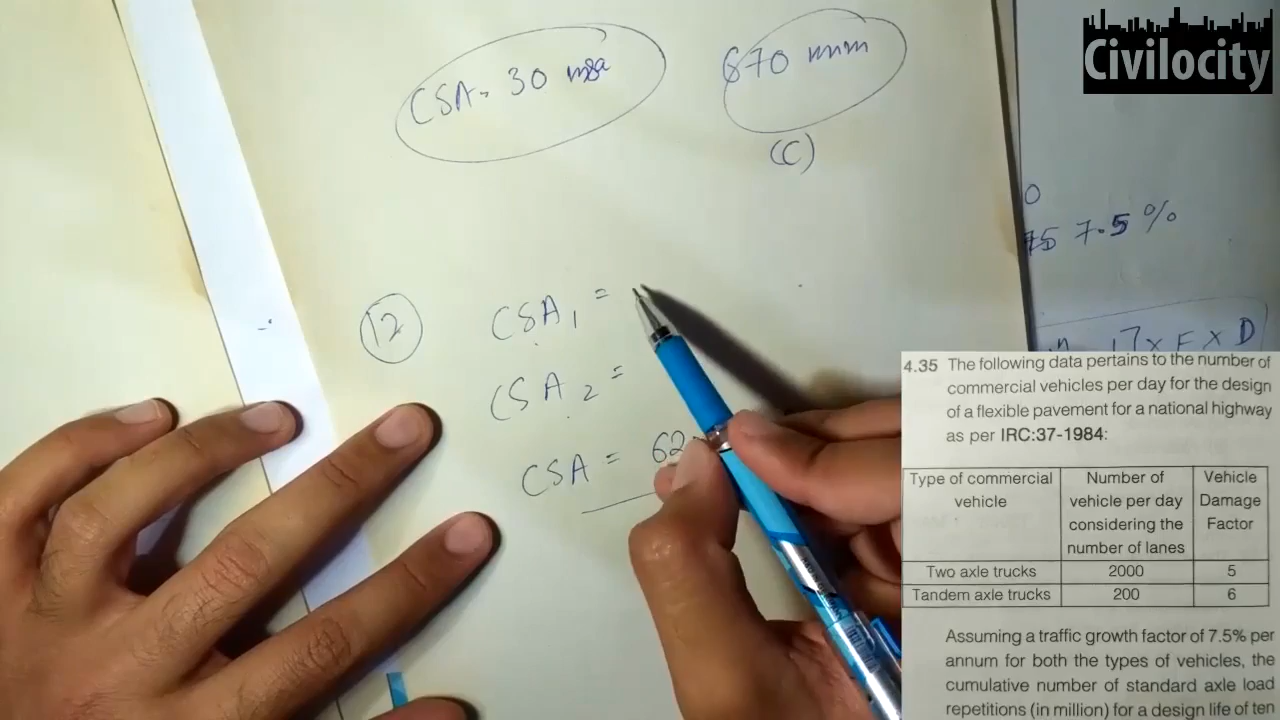 Civilocity
CSA = 30 msa
670 mm
(C)
0
7.5 %
12
CSA1 =
CSA2 =
CSA = 62
17 x F x D
4.35 The following data pertains to the number of
commercial vehicles per day for the design
of a flexible pavement for a national highway
as per IRC:37-1984:
Type of commercial vehicle Number of vehicle per day considering the number of lanes Vehicle Damage Factor
Two axle trucks 2000 5
Tandem axle trucks 200 6
Assuming a traffic growth factor of 7.5% per
annum for both the types of vehicles, the
cumulative number of standard axle load
repetitions (in million) for a design life of ten